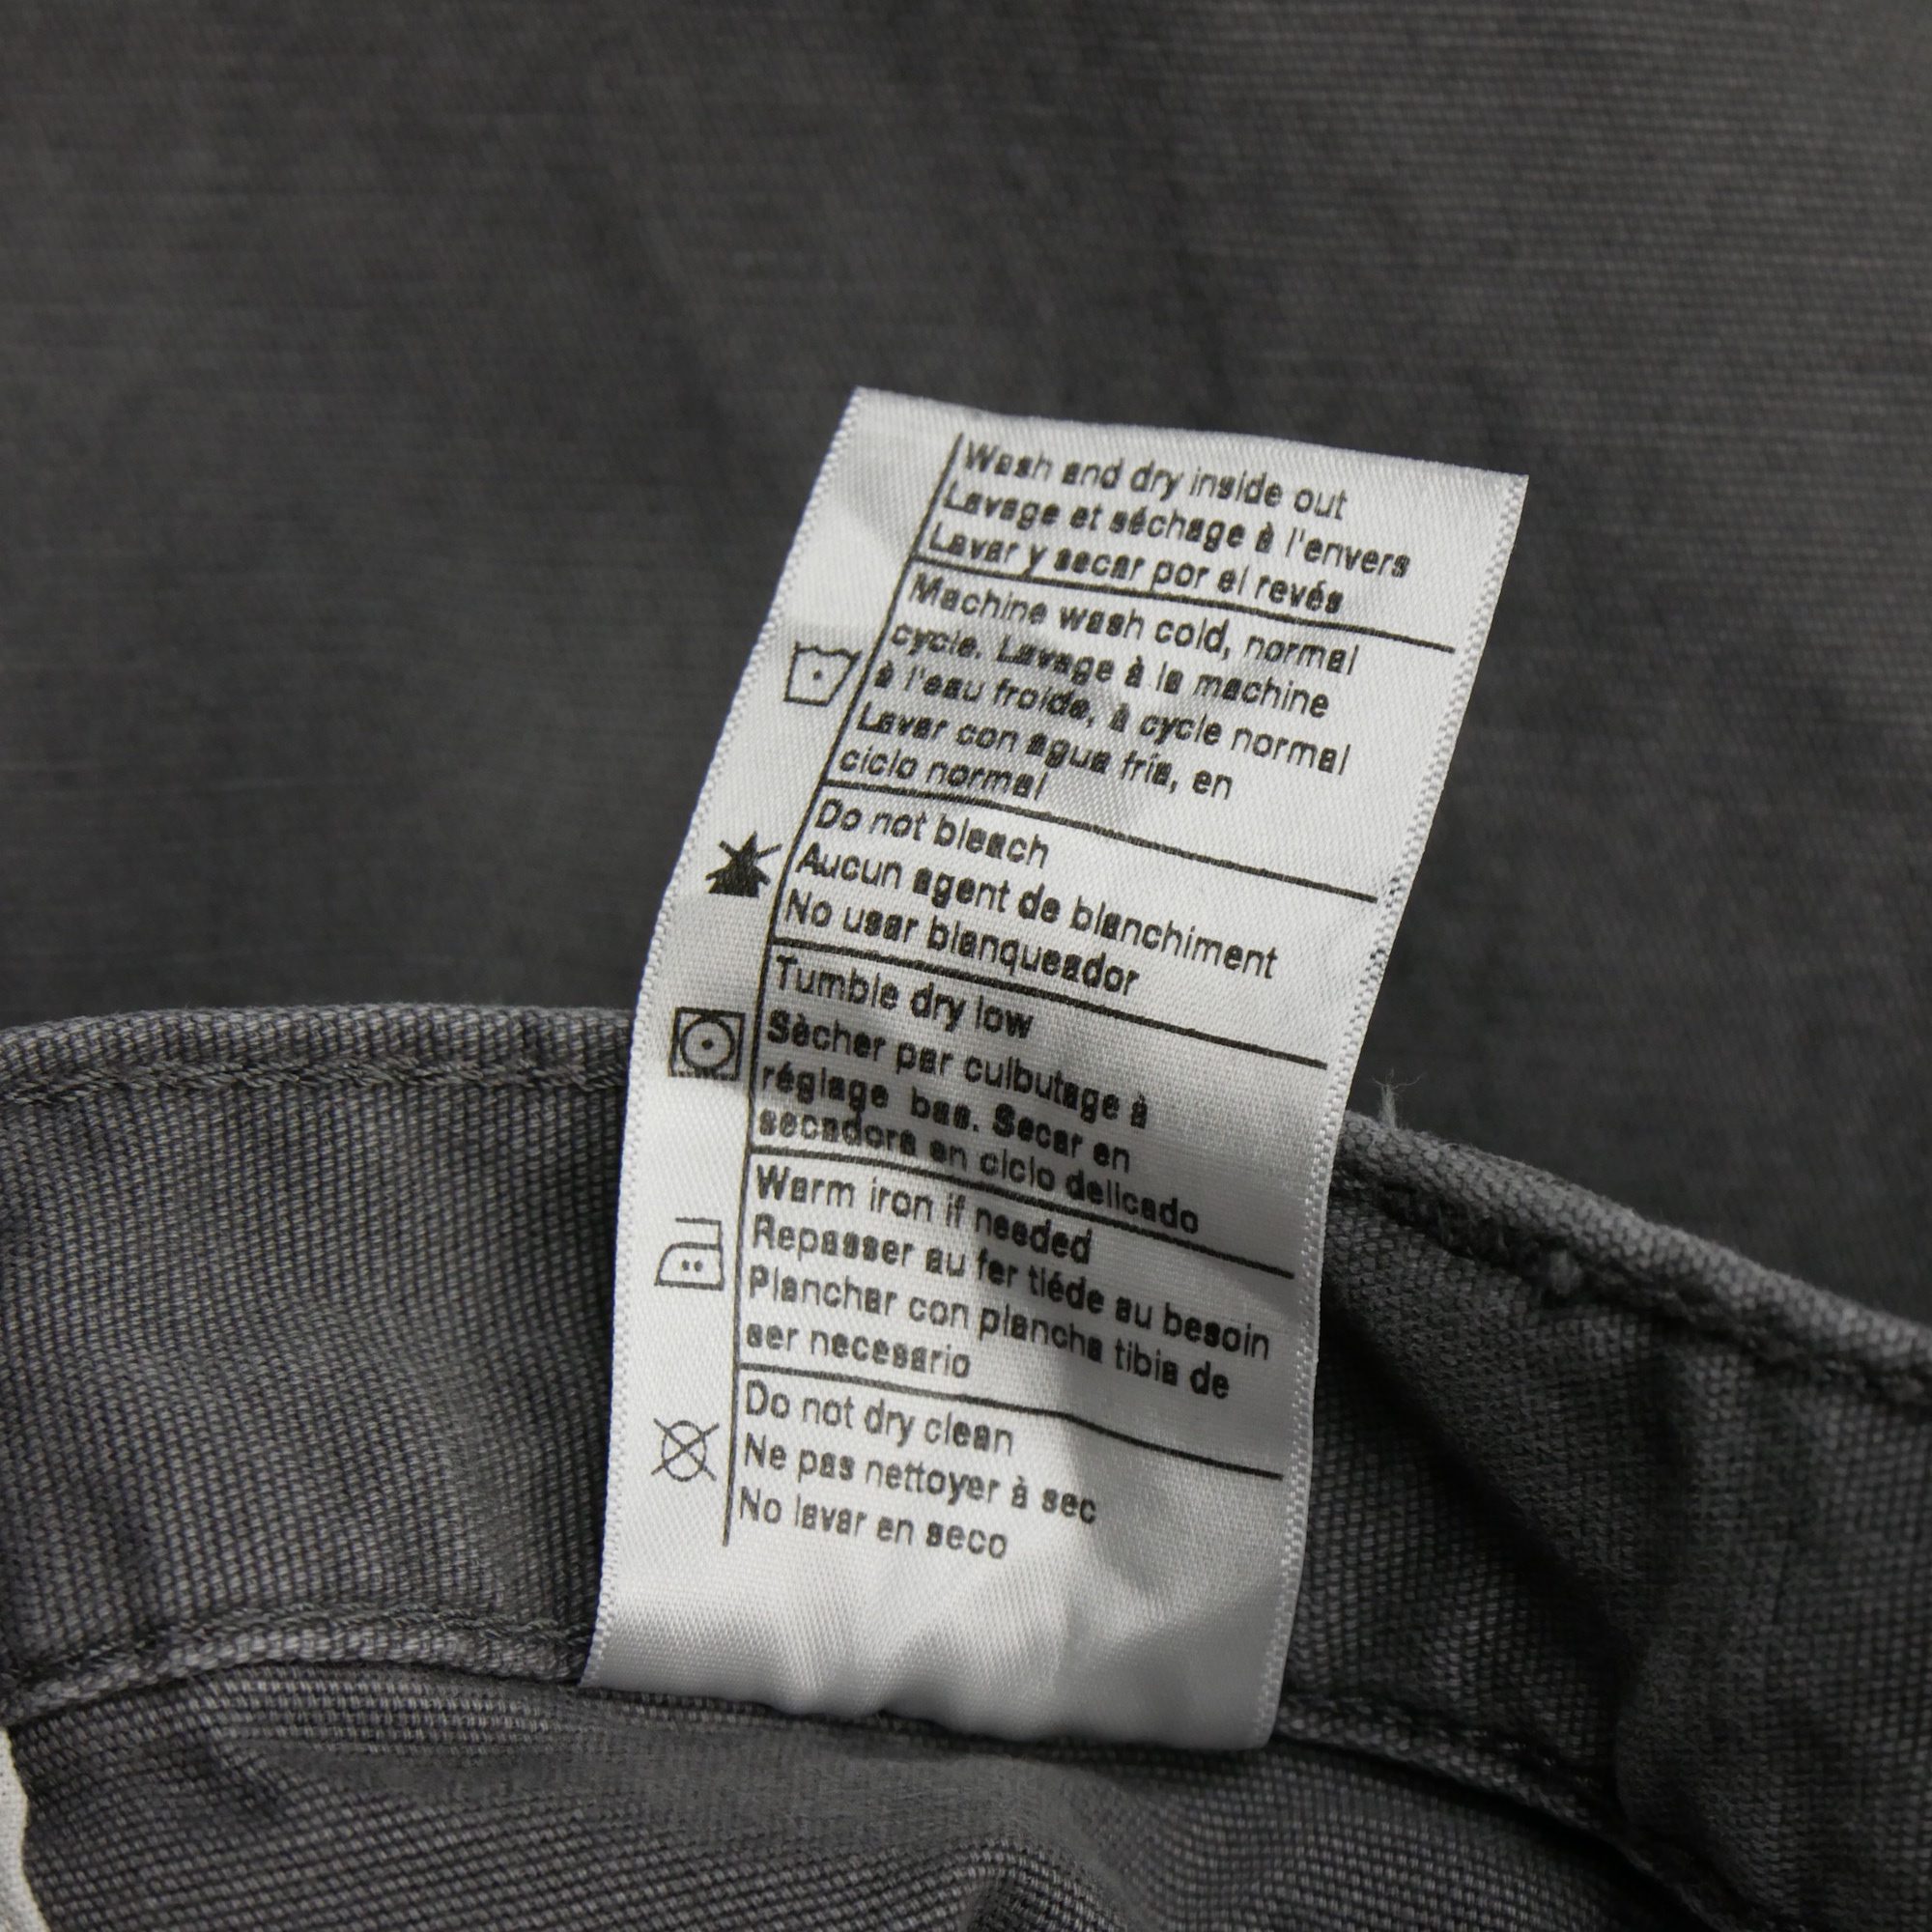 Wash and dry inside out
Lavage et séchage à l'envers
Lavar y secar por el revés
Machine wash cold, normal
cycle. Lavage à la machine
à l'eau froide, à cycle normal
Lavar con agua fría, en
ciclo normal
Do not bleach
Aucun agent de blanchiment
No usar blanqueador
Tumble dry low
Sècher par culbutage à
réglage bas. Secar en
secadora en ciclo delicado
Warm iron if needed
Repasser au fer tiéde au besoin
Planchar con plancha tibia de
ser necesario
Do not dry clean
Ne pas nettoyer à sec
No lavar en seco